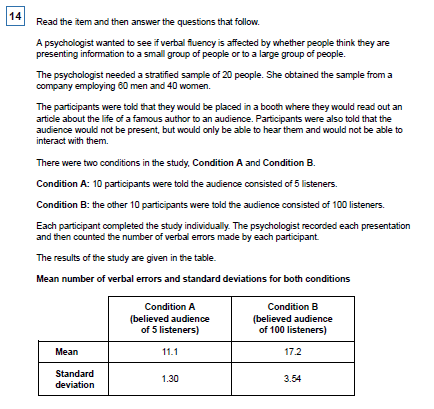 14
Read the item and then answer the questions that follow.
A psychologist wanted to see if verbal fluency is affected by whether people think they are
presenting information to a small group of people or to a large group of people.
The psychologist needed a stratified sample of 20 people. She obtained the sample from a
company employing 60 men and 40 women.
The participants were told that they would be placed in a booth where they would read out an
article about the life of a famous author to an audience. Participants were also told that the
audience would not be present, but would only be able to hear them and would not be able to
interact with them.
There were two conditions in the study, Condition A and Condition B.
Condition A: 10 participants were told the audience consisted of 5 listeners.
Condition B: the other 10 participants were told the audience consisted of 100 listeners.
Each participant completed the study individually. The psychologist recorded each presentation
and then counted the number of verbal errors made by each participant.
The results of the study are given in the table.
Mean number of verbal errors and standard deviations for both conditions
Condition A
(believed audience
of 5 listeners)
Condition B
(believed audience
of 100 listeners)
Mean 11.1 17.2
Standard
deviation 1.30 3.54